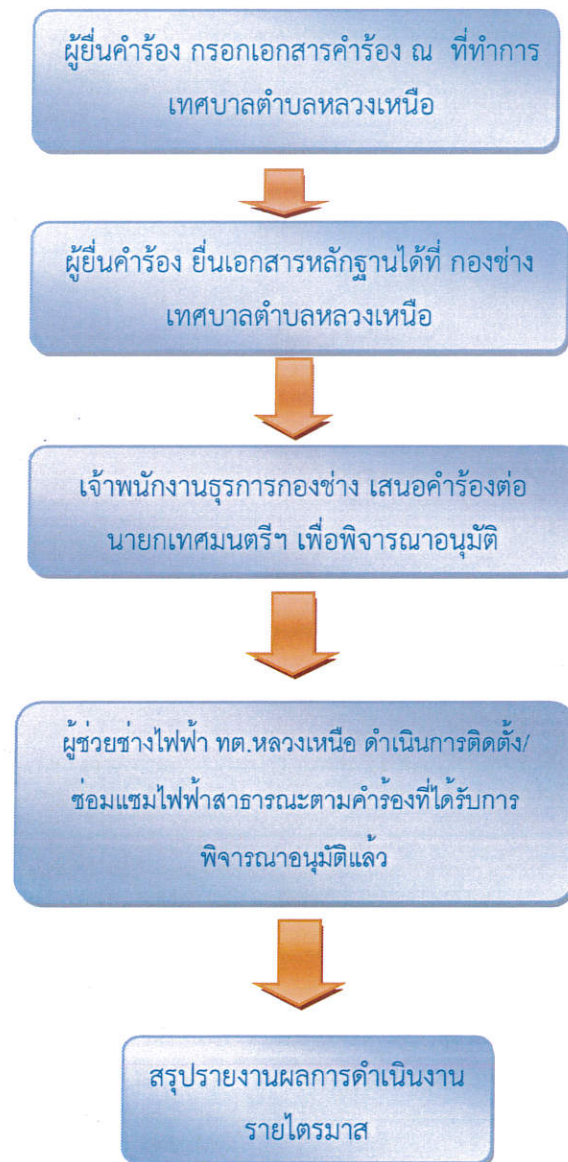 ผู้ยื่นคำร้อง กรอกเอกสารคำร้อง ณ ที่ทำการ
เทศบาลตำบลหลวงเหนือ
ผู้ยื่นคำร้อง ยื่นเอกสารหลักฐานได้ที่ กองช่าง
เทศบาลตำบลหลวงเหนือ
เจ้าพนักงานธุรการกองช่าง เสนอคำร้องต่อ
นายกเทศมนตรีฯ เพื่อพิจารณาอนุมัติ
ผู้ช่วยช่างไฟฟ้า ทต.หลวงเหนือ ดำเนินการติดตั้ง/
ซ่อมแซมไฟฟ้าสาธารณะตามคำร้องที่ได้รับการ
พิจารณาอนุมัติแล้ว
สรุปรายงานผลการดำเนินงาน
รายไตรมาส